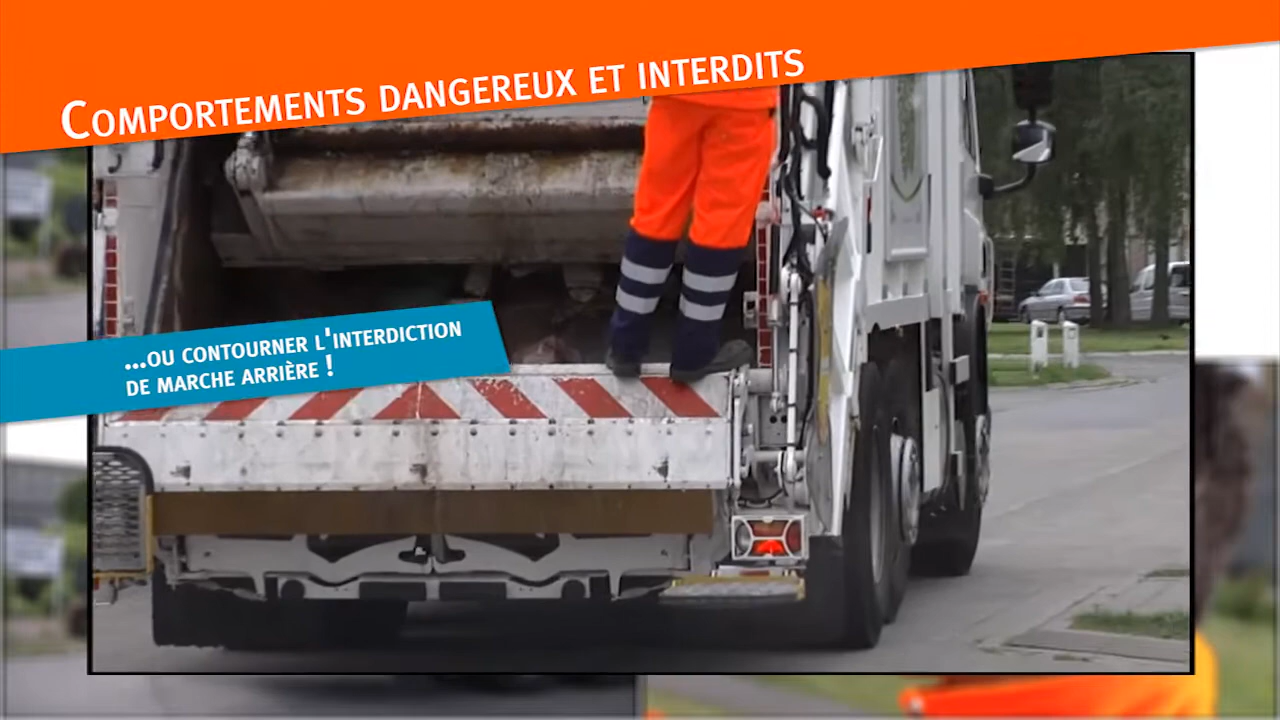 Comportements dangereux et interdits
...ou contourner l'interdiction
de marche arrière !